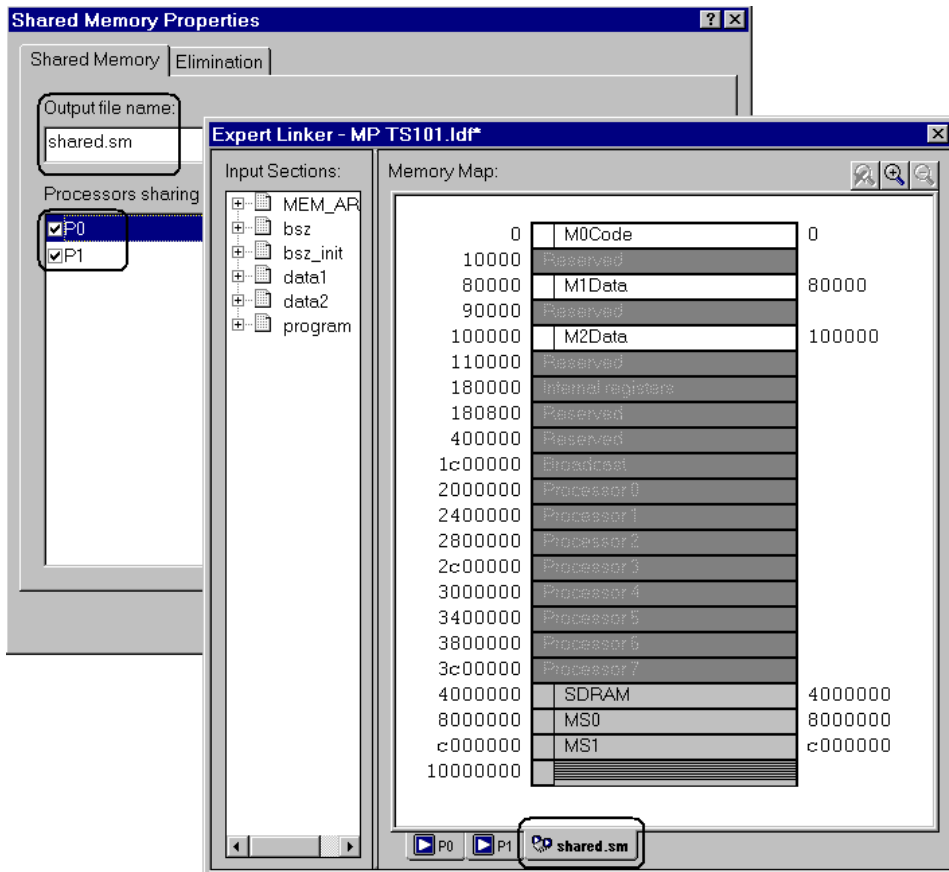 Shared Memory Properties
Shared Memory
Elimination
Output file name:
shared.sm
Processors sharing
P0
P1
Expert Linker - MP TS101.ldf*
Input Sections:
MEM_AR
bsz
bsz_init
data1
data2
program
Memory Map:
0 M0Code 0
10000 Reserved
80000 M1Data 80000
90000 Reserved
100000 M2Data 100000
110000 Reserved
180000 Internal registers
180800 Reserved
400000 Reserved
1c00000 Broadcast
2000000 Processor 0
2400000 Processor 1
2800000 Processor 2
2c00000 Processor 3
3000000 Processor 4
3400000 Processor 5
3800000 Processor 6
3c00000 Processor 7
4000000 SDRAM 4000000
8000000 MS0 8000000
c000000 MS1 c000000
10000000
P0 P1 shared.sm